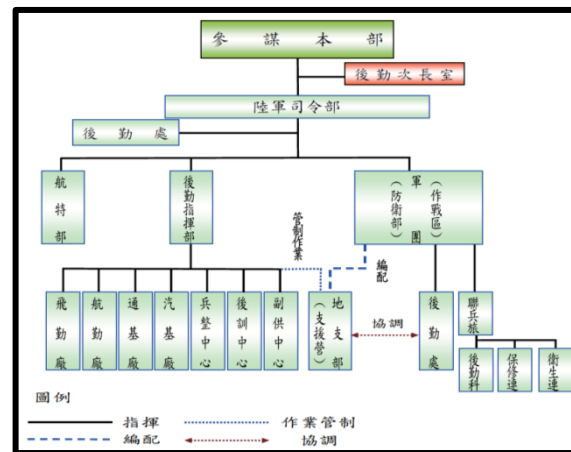 參謀本部
後勤次長室
陸軍司令部
後勤處
航特部
後勤指揮部
軍團
（作戰區）
（防衛部）
管制作業
編配
飛勤廠
航勤廠
通基廠
汽基廠
兵整中心
後訓中心
副供中心
地支部
（支援營）
協調
後勤處
聯兵旅
後勤科
保修連
衛生連
圖例
指揮
作業管制
編配
協調